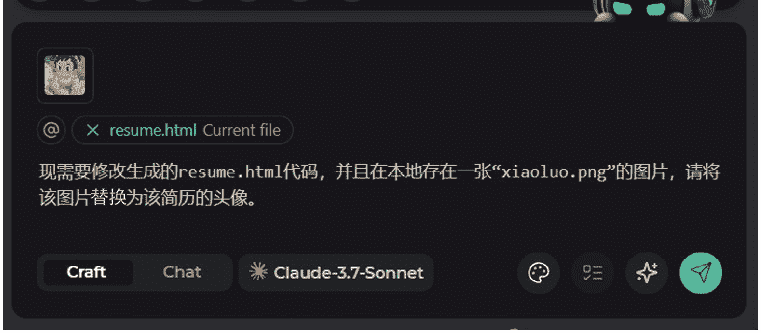 @ resume.html Current file
现需要修改生成的resume.html代码，并且在本地存在一张“xiaoluo.png”的图片，请将
该图片替换为该简历的头像。
Craft Chat Claude-3.7-Sonnet